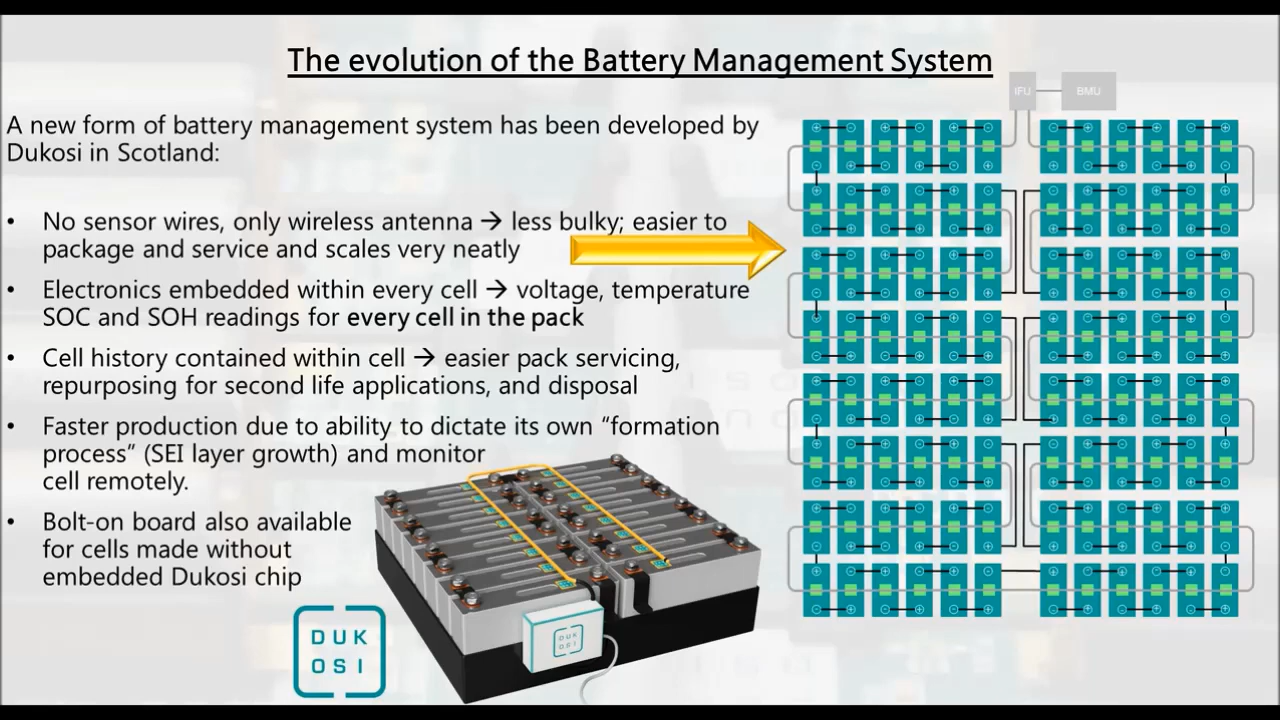 The evolution of the Battery Management System
IFU
BMU
A new form of battery management system has been developed by
Dukosi in Scotland:
• No sensor wires, only wireless antenna → less bulky; easier to
package and service and scales very neatly
• Electronics embedded within every cell → voltage, temperature
SOC and SOH readings for every cell in the pack
• Cell history contained within cell → easier pack servicing,
repurposing for second life applications, and disposal
• Faster production due to ability to dictate its own “formation
process” (SEI layer growth) and monitor
cell remotely.
• Bolt-on board also available
for cells made without
embedded Dukosi chip
DUK
OSI
DUK
OSI